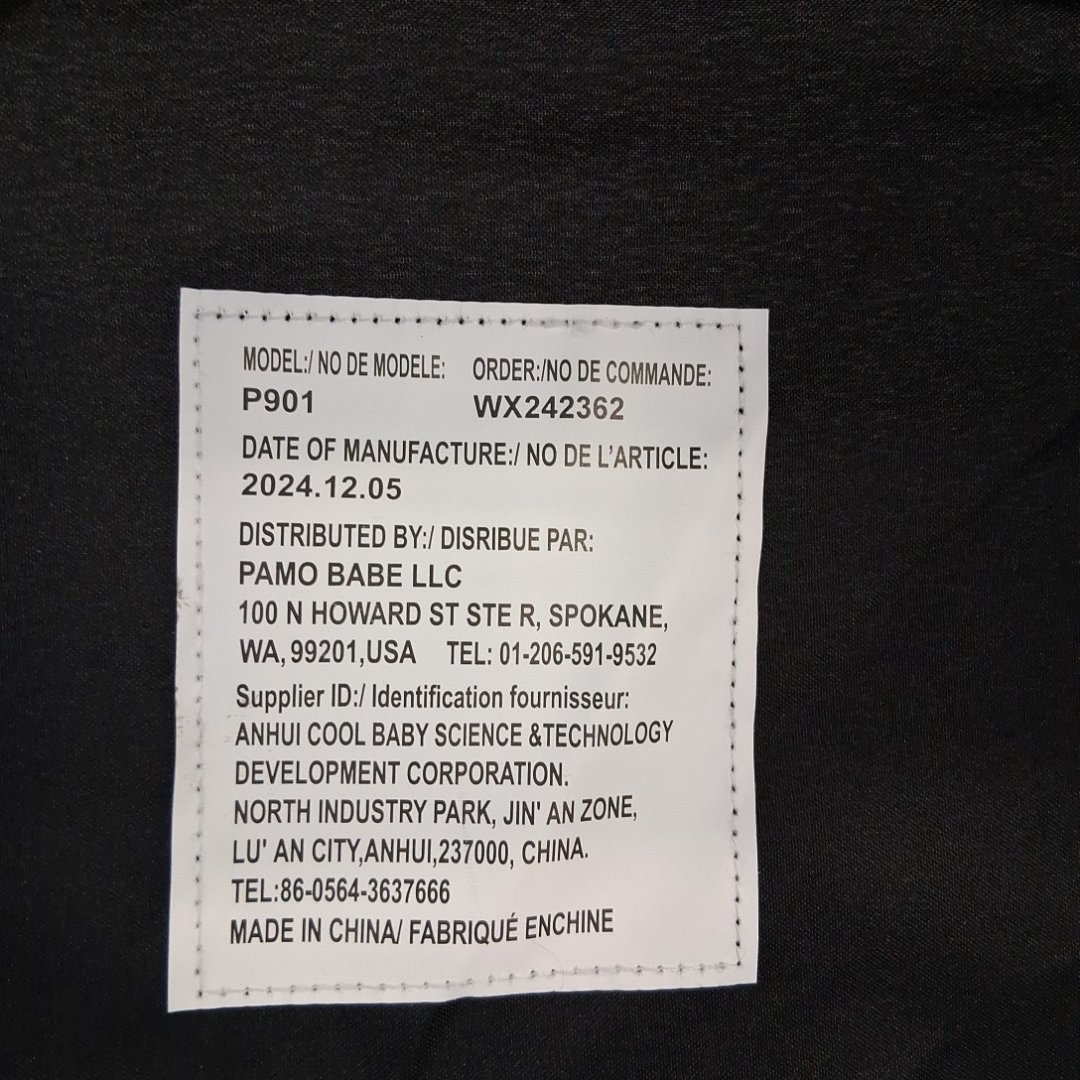 MODEL:/ NO DE MODELE: ORDER:/NO DE COMMANDE:
P901 WX242362
DATE OF MANUFACTURE:/ NO DE L'ARTICLE:
2024.12.05
DISTRIBUTED BY:/ DISRIBUE PAR:
PAMO BABE LLC
100 N HOWARD ST STE R, SPOKANE,
WA, 99201,USA TEL: 01-206-591-9532
Supplier ID:/ Identification fournisseur:
ANHUI COOL BABY SCIENCE &TECHNOLOGY
DEVELOPMENT CORPORATION.
NORTH INDUSTRY PARK, JIN' AN ZONE,
LU' AN CITY,ANHUI,237000, CHINA.
TEL:86-0564-3637666
MADE IN CHINA/ FABRIQUÉ ENCHINE